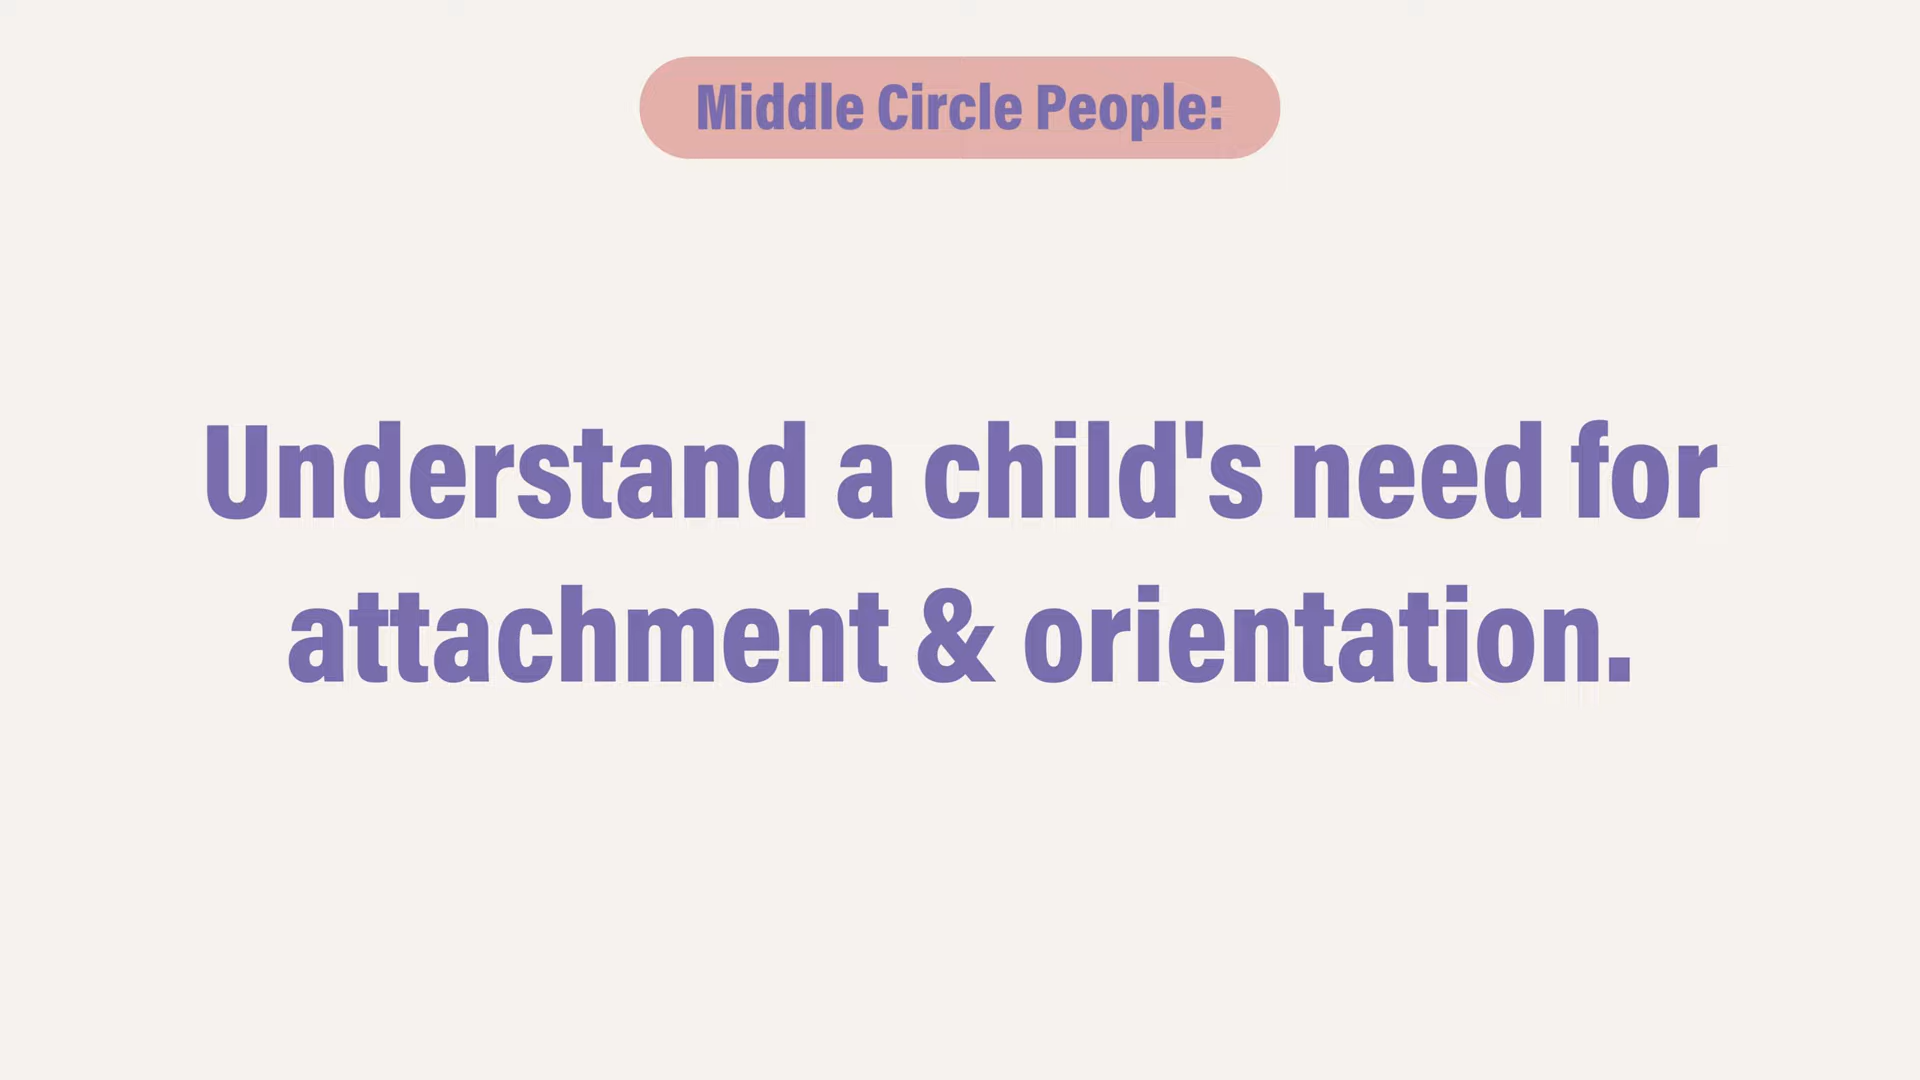 Middle Circle People:
Understand a child's need for
attachment & orientation.